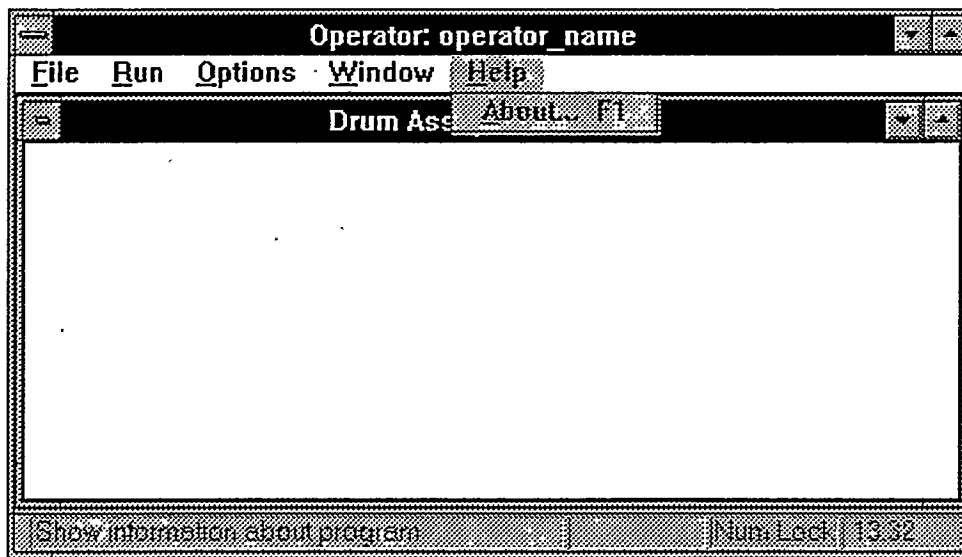 Operator: operator_name
File Run Options Window Help
Drum Ass
About... F1
Show information about program Num Lock 13:32